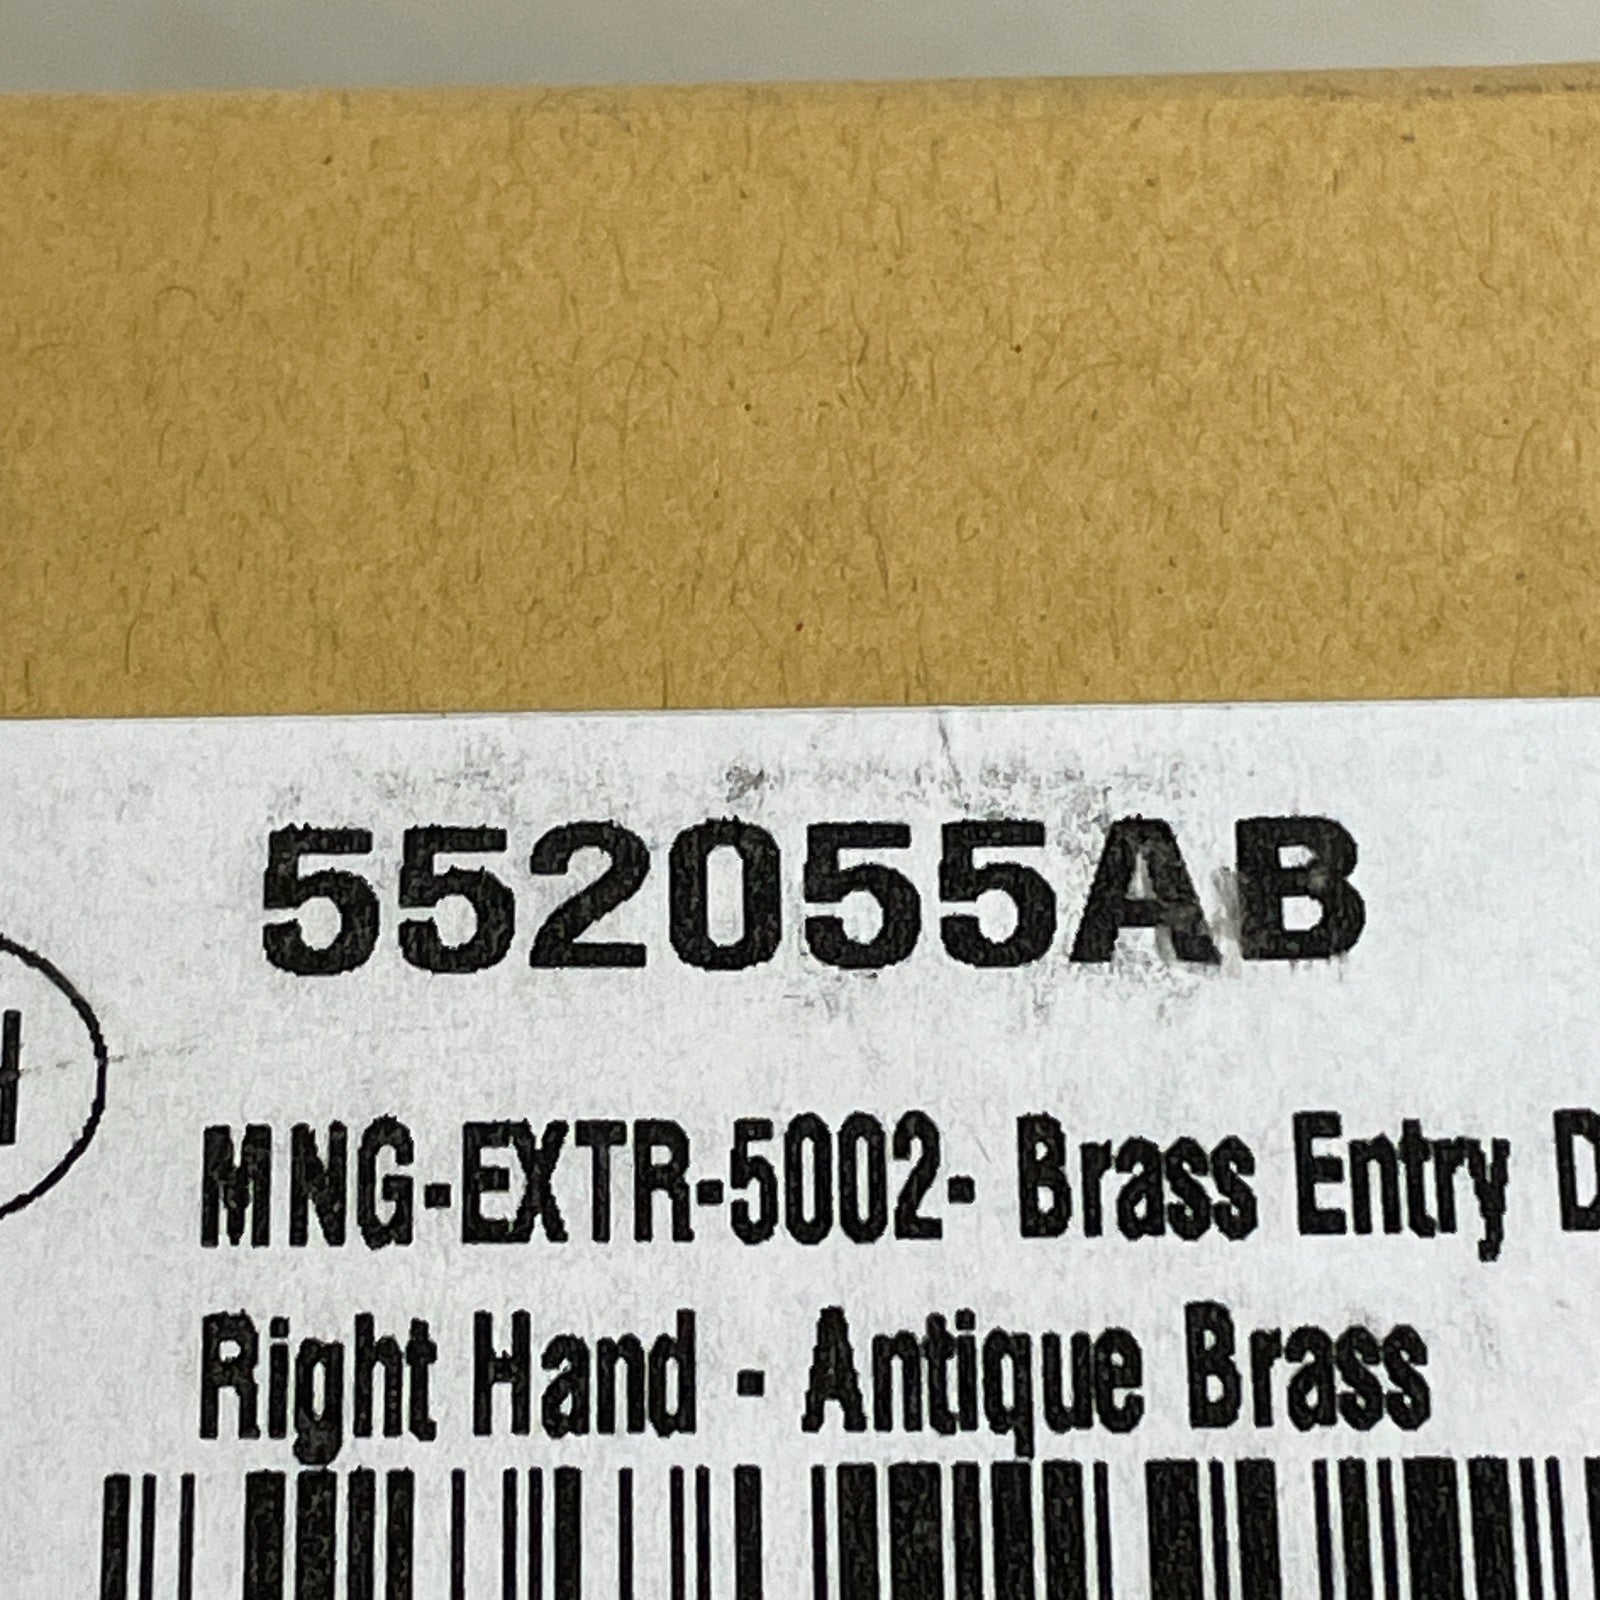 552055AB
MNG-EXTR-5002- Brass Entry D
Right Hand - Antique Brass